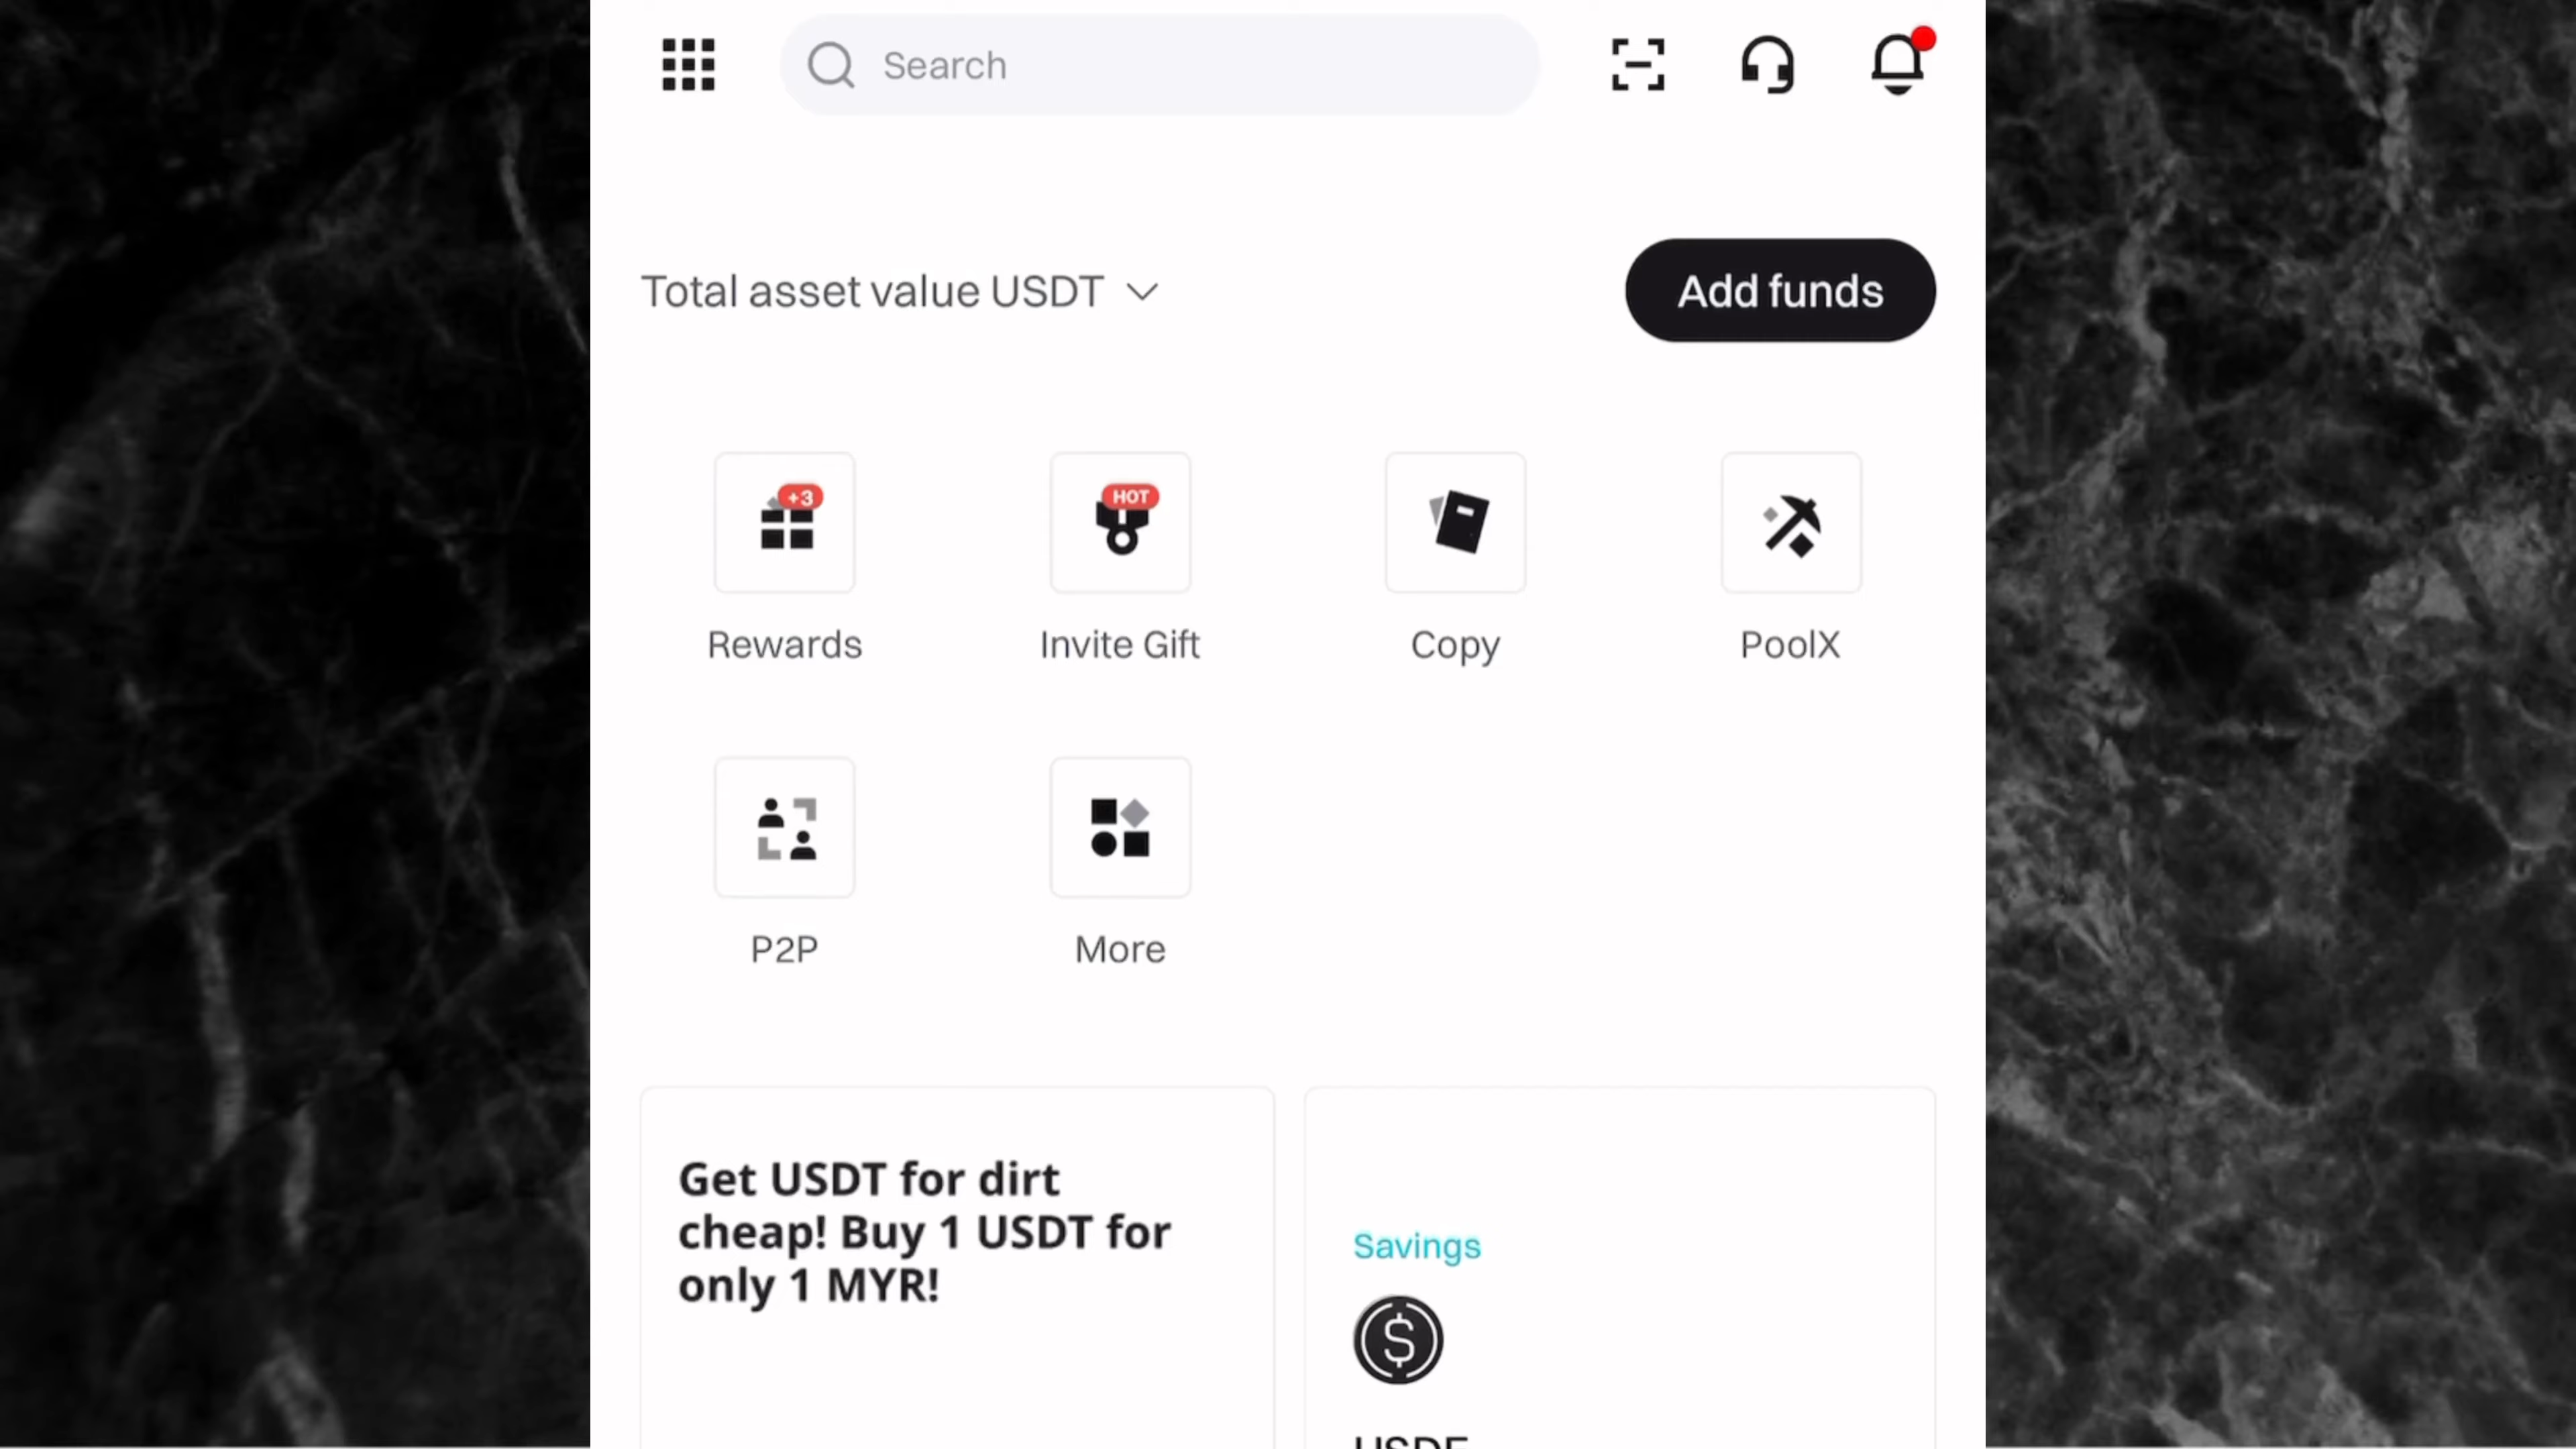 Search
Total asset value USDT
Add funds
+3
HOT
Rewards
Invite Gift
Copy
PoolX
P2P
More
Get USDT for dirt
cheap! Buy 1 USDT for
only 1 MYR!
Savings